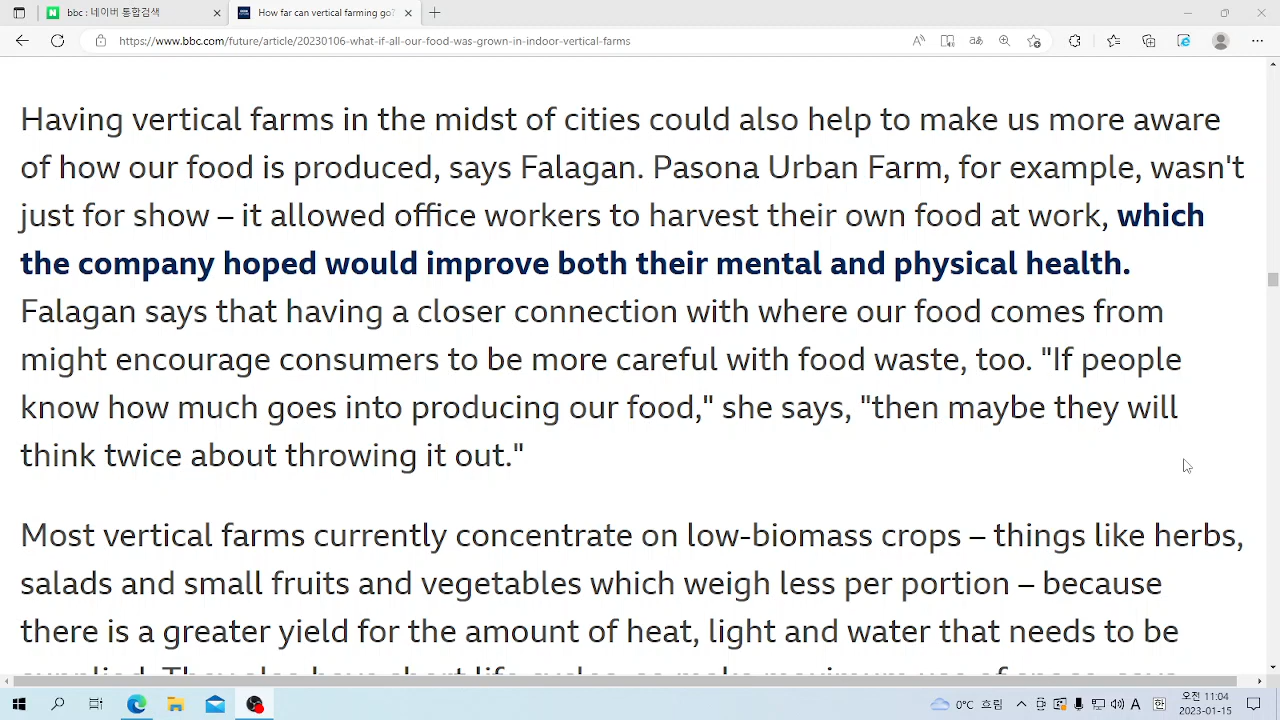 bbc : 네이버 통합검색
How far can vertical farming go?
https://www.bbc.com/future/article/20230106-what-if-all-our-food-was-grown-in-indoor-vertical-farms
Having vertical farms in the midst of cities could also help to make us more aware
of how our food is produced, says Falagan. Pasona Urban Farm, for example, wasn't
just for show – it allowed office workers to harvest their own food at work, which
the company hoped would improve both their mental and physical health.
Falagan says that having a closer connection with where our food comes from
might encourage consumers to be more careful with food waste, too. "If people
know how much goes into producing our food," she says, "then maybe they will
think twice about throwing it out."
Most vertical farms currently concentrate on low-biomass crops – things like herbs,
salads and small fruits and vegetables which weigh less per portion – because
there is a greater yield for the amount of heat, light and water that needs to be
0°C 흐림
A
오전 11:04
2023-01-15